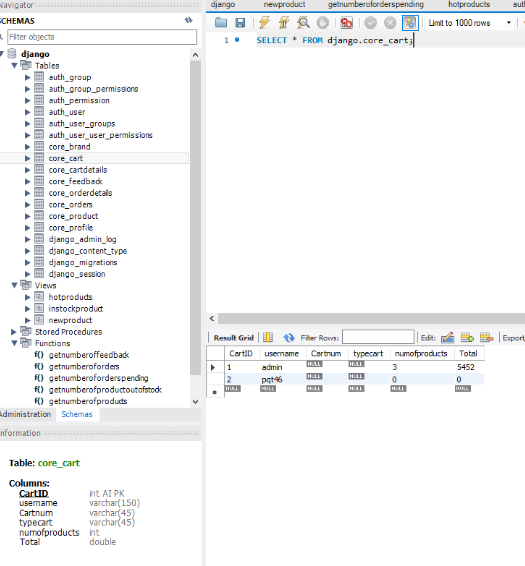 Navigator
SCHEMAS
Filter objects
django
Tables
auth_group
auth_group_permissions
auth_permission
auth_user
auth_user_groups
auth_user_user_permissions
core_brand
core_cart
core_cartdetails
core_feedback
core_orderdetails
core_orders
core_product
core_profile
django_admin_log
django_content_type
django_migrations
django_session
Views
hotproducts
instockproduct
newproduct
Stored Procedures
Functions
f() getnumberoffeedback
f() getnumberoforders
f() getnumberoforderspending
f() getnumberofproductoutofstock
f() getnumberofproducts
Administration Schemas
Information
Table: core_cart
Columns:
CartID int AI PK
username varchar(150)
Cartnum varchar(45)
typecart varchar(45)
numofproducts int
Total double
django newproduct getnumberoforderspending hotproducts
Limit to 1000 rows
1 SELECT * FROM django.core_cart;
Result Grid Filter Rows: Edit: Export
CartID username Cartnum typecart numofproducts Total
1 admin NULL NULL 3 5452
2 pqt46 NULL NULL 0 0
NULL NULL NULL NULL NULL NULL